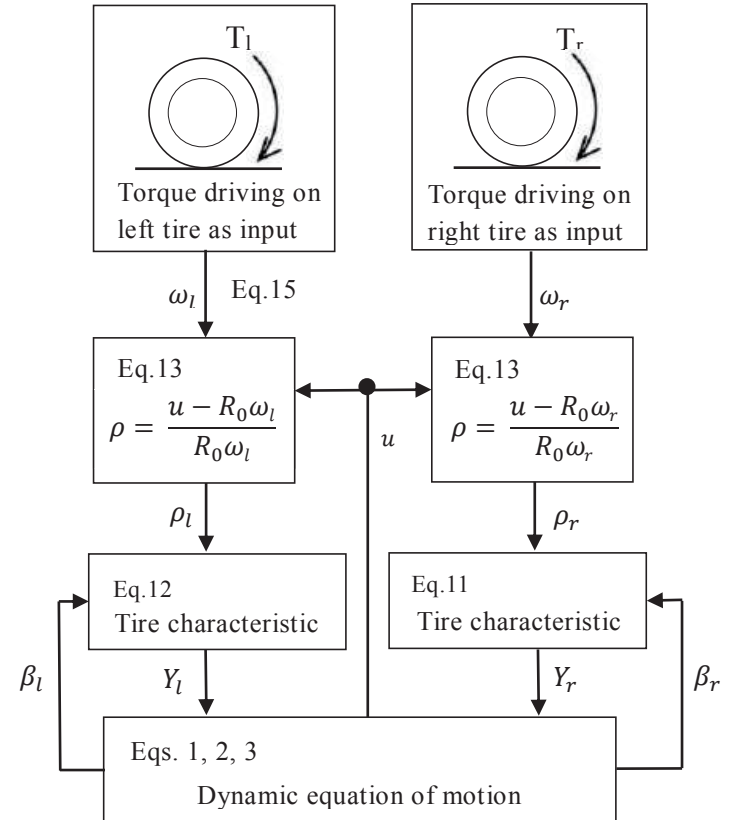 T_l
Torque driving on
left tire as input
T_r
Torque driving on
right tire as input
ω_l
Eq.15
ω_r
Eq.13
ρ = (u − R_0ω_l) / (R_0ω_l)
u
Eq.13
ρ = (u − R_0ω_r) / (R_0ω_r)
ρ_l
ρ_r
Eq.12
Tire characteristic
Eq.11
Tire characteristic
β_l
Y_l
Y_r
β_r
Eqs. 1, 2, 3
Dynamic equation of motion